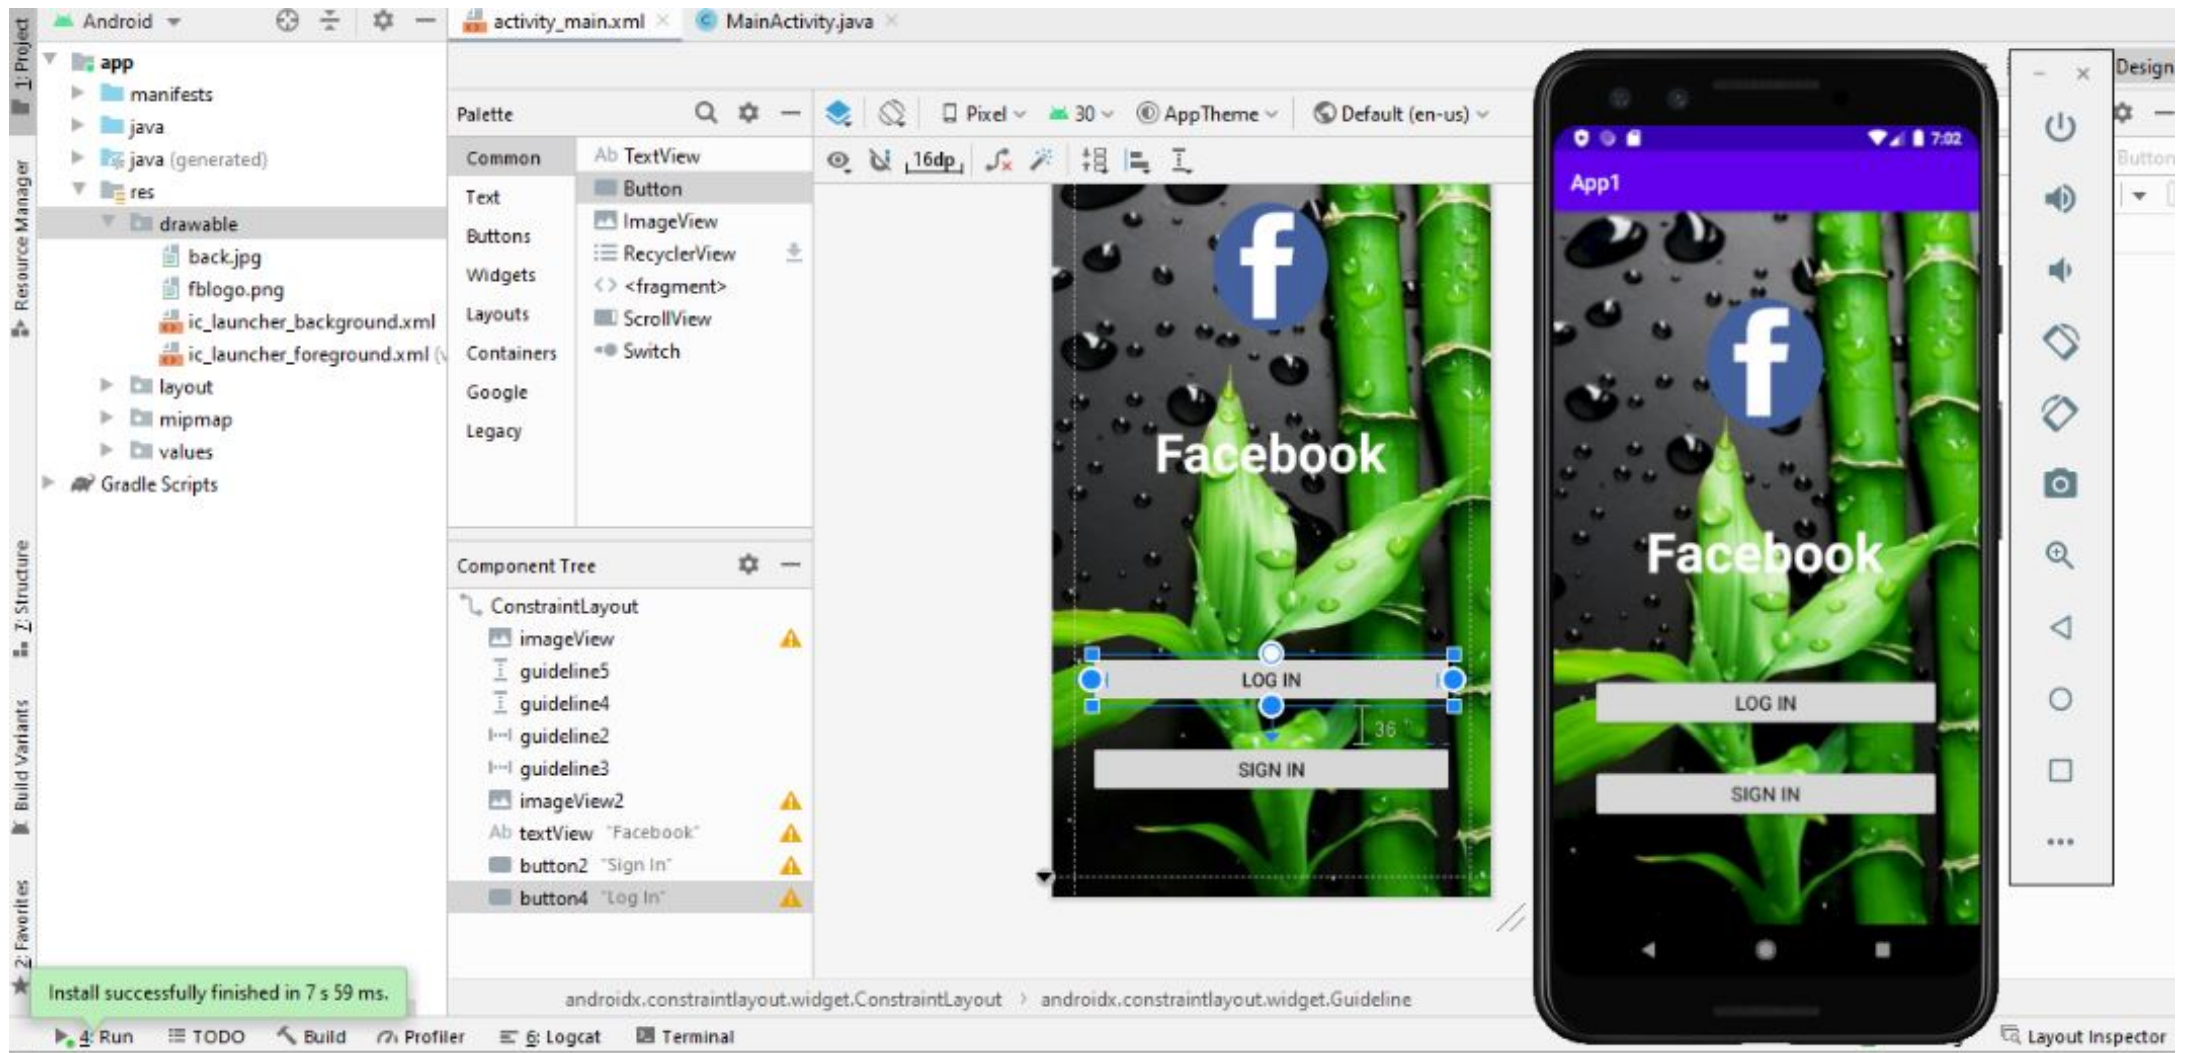 1: Project
Resource Manager
7: Structure
Build Variants
2: Favorites
Android
app
manifests
java
java (generated)
res
drawable
back.jpg
fblogo.png
ic_launcher_background.xml
ic_launcher_foreground.xml (v
layout
mipmap
values
Gradle Scripts
activity_main.xml
MainActivity.java
Palette
Common
Text
Buttons
Widgets
Layouts
Containers
Google
Legacy
Ab TextView
Button
ImageView
RecyclerView
<fragment>
ScrollView
Switch
Component Tree
ConstraintLayout
imageView
guideline5
guideline4
guideline2
guideline3
imageView2
Ab textView "Facebook"
button2 "Sign In"
button4 "Log In"
Pixel 30 AppTheme Default (en-us)
16dp
f
Facebook
LOG IN
36
SIGN IN
7:02
App1
f
Facebook
LOG IN
SIGN IN
Design
Button
androidx.constraintlayout.widget.ConstraintLayout androidx.constraintlayout.widget.Guideline
Install successfully finished in 7 s 59 ms.
4: Run TODO Build Profiler 6: Logcat Terminal
Layout Inspector